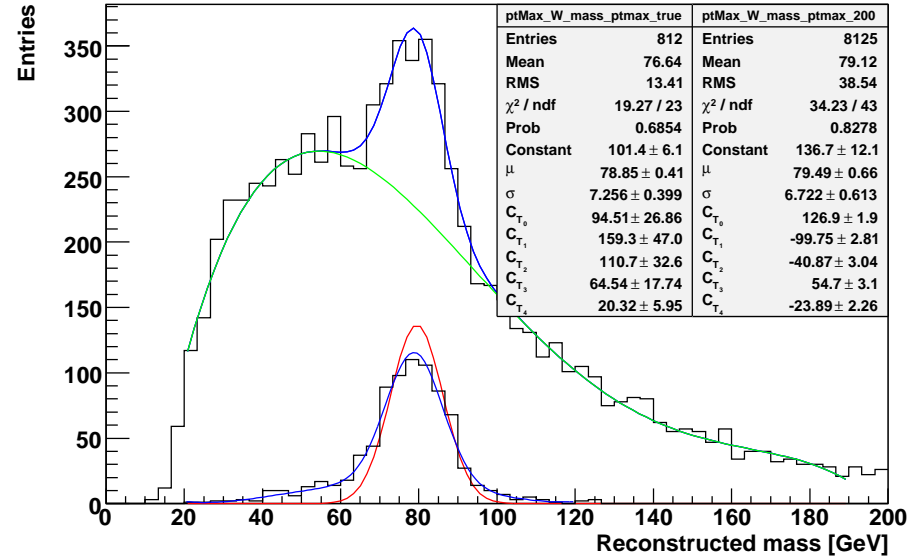 Entries
350
300
250
200
150
100
50
0
0 20 40 60 80 100 120 140 160 180 200
Reconstructed mass [GeV]
ptMax_W_mass_ptmax_true
Entries 812
Mean 76.64
RMS 13.41
χ² / ndf 19.27 / 23
Prob 0.6854
Constant 101.4 ± 6.1
μ 78.85 ± 0.41
σ 7.256 ± 0.399
C_T₀ 94.51 ± 26.86
C_T₁ 159.3 ± 47.0
C_T₂ 110.7 ± 32.6
C_T₃ 64.54 ± 17.74
C_T₄ 20.32 ± 5.95
ptMax_W_mass_ptmax_200
Entries 8125
Mean 79.12
RMS 38.54
χ² / ndf 34.23 / 43
Prob 0.8278
Constant 136.7 ± 12.1
μ 79.49 ± 0.66
σ 6.722 ± 0.613
C_T₀ 126.9 ± 1.9
C_T₁ -99.75 ± 2.81
C_T₂ -40.87 ± 3.04
C_T₃ 54.7 ± 3.1
C_T₄ -23.89 ± 2.26